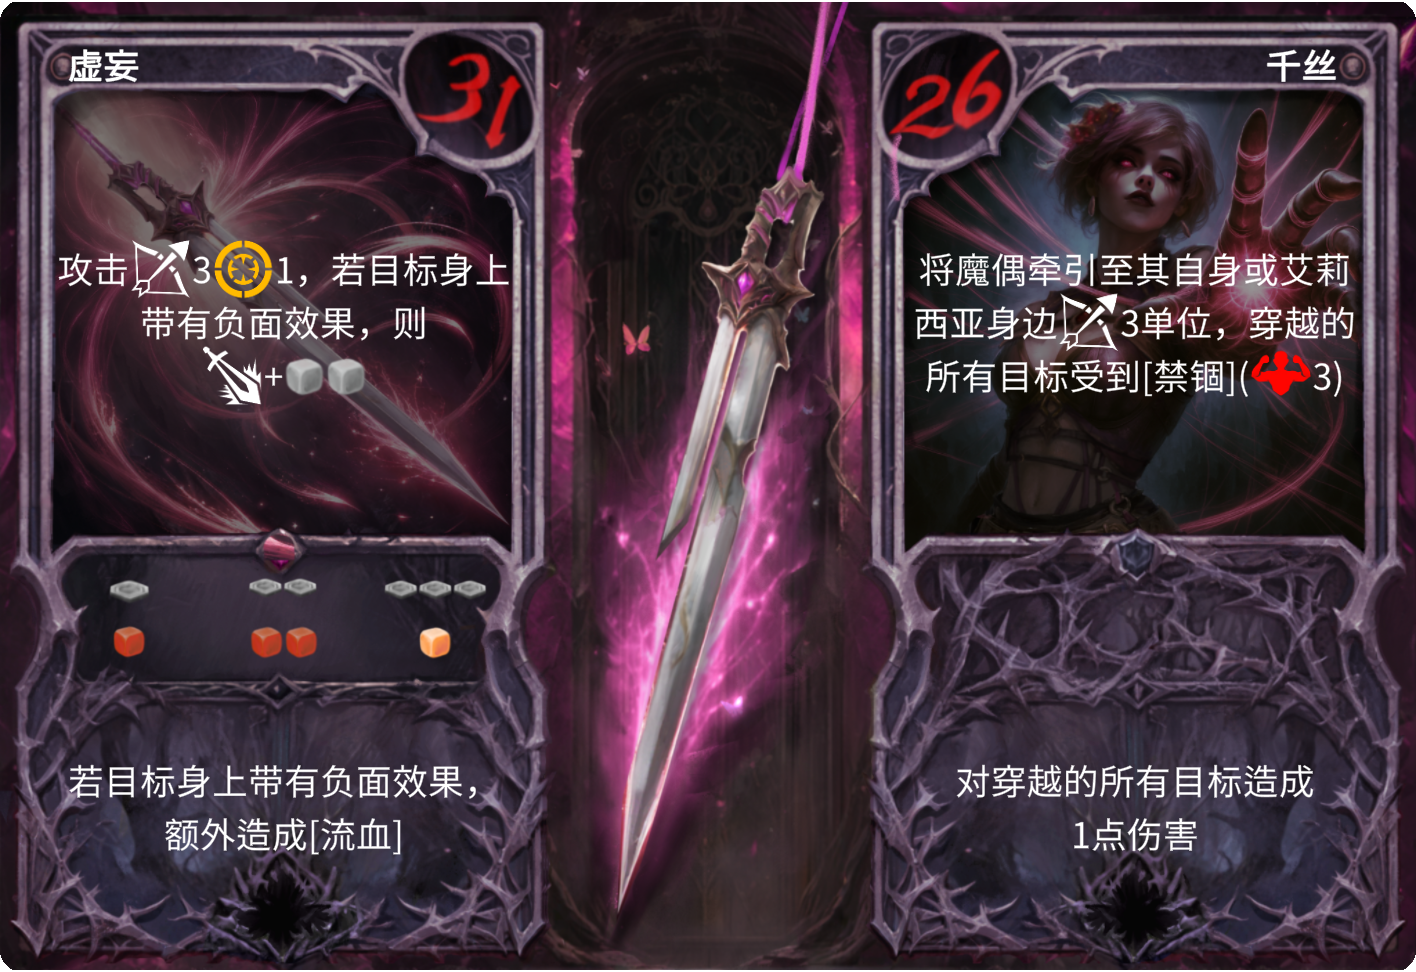 虚妄
31
攻击3 1，若目标身上
带有负面效果，则
+
若目标身上带有负面效果，
额外造成[流血]
26
千丝
将魔偶牵引至其自身或艾莉
西亚身边3单位，穿越的
所有目标受到[禁锢](3)
对穿越的所有目标造成
1点伤害